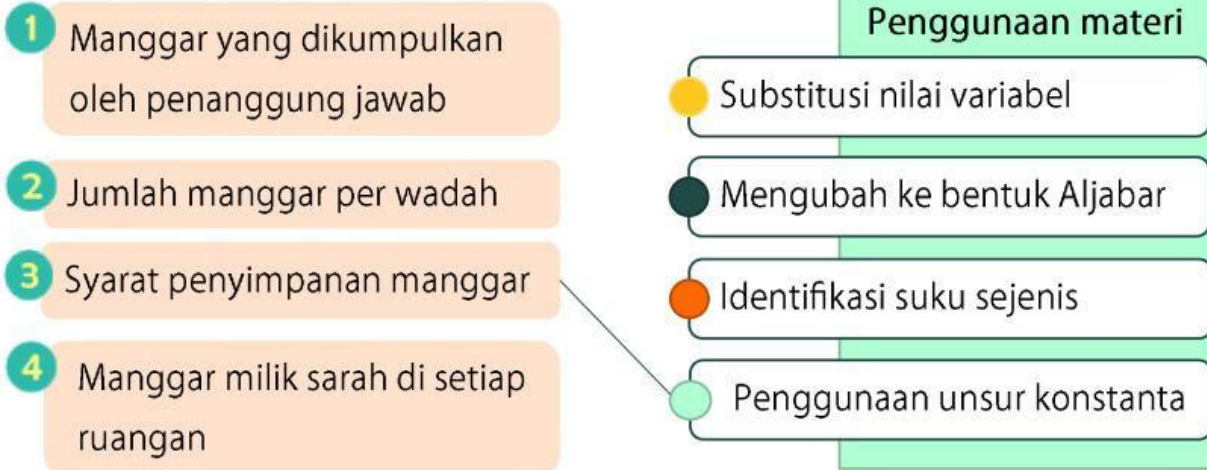 1 Manggar yang dikumpulkan
oleh penanggung jawab
2 Jumlah manggar per wadah
3 Syarat penyimpanan manggar
4 Manggar milik sarah di setiap
ruangan
Penggunaan materi
Substitusi nilai variabel
Mengubah ke bentuk Aljabar
Identifikasi suku sejenis
Penggunaan unsur konstanta